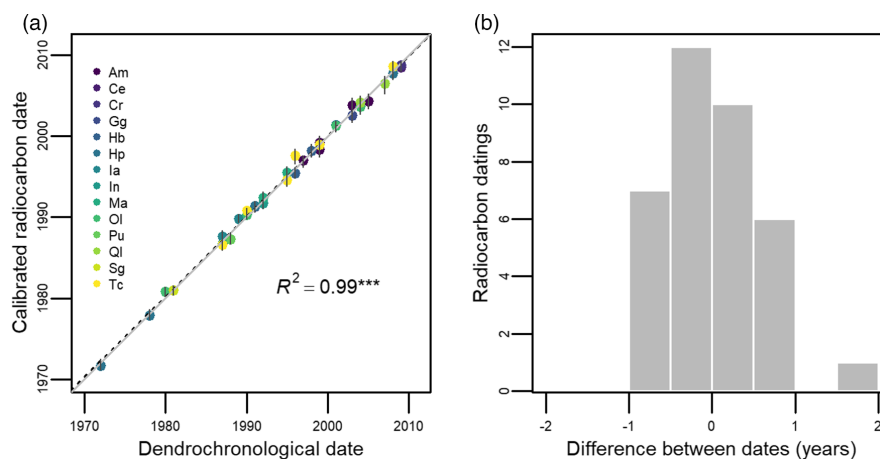 (a)
Calibrated radiocarbon date
2010
2000
1990
1980
1970
Am
Ce
Cr
Gg
Hb
Hp
Ia
In
Ma
Ol
Pu
Ql
Sg
Tc
R² = 0.99***
1970 1980 1990 2000 2010
Dendrochronological date
(b)
Radiocarbon datings
12
10
8
6
4
2
0
-2 -1 0 1 2
Difference between dates (years)